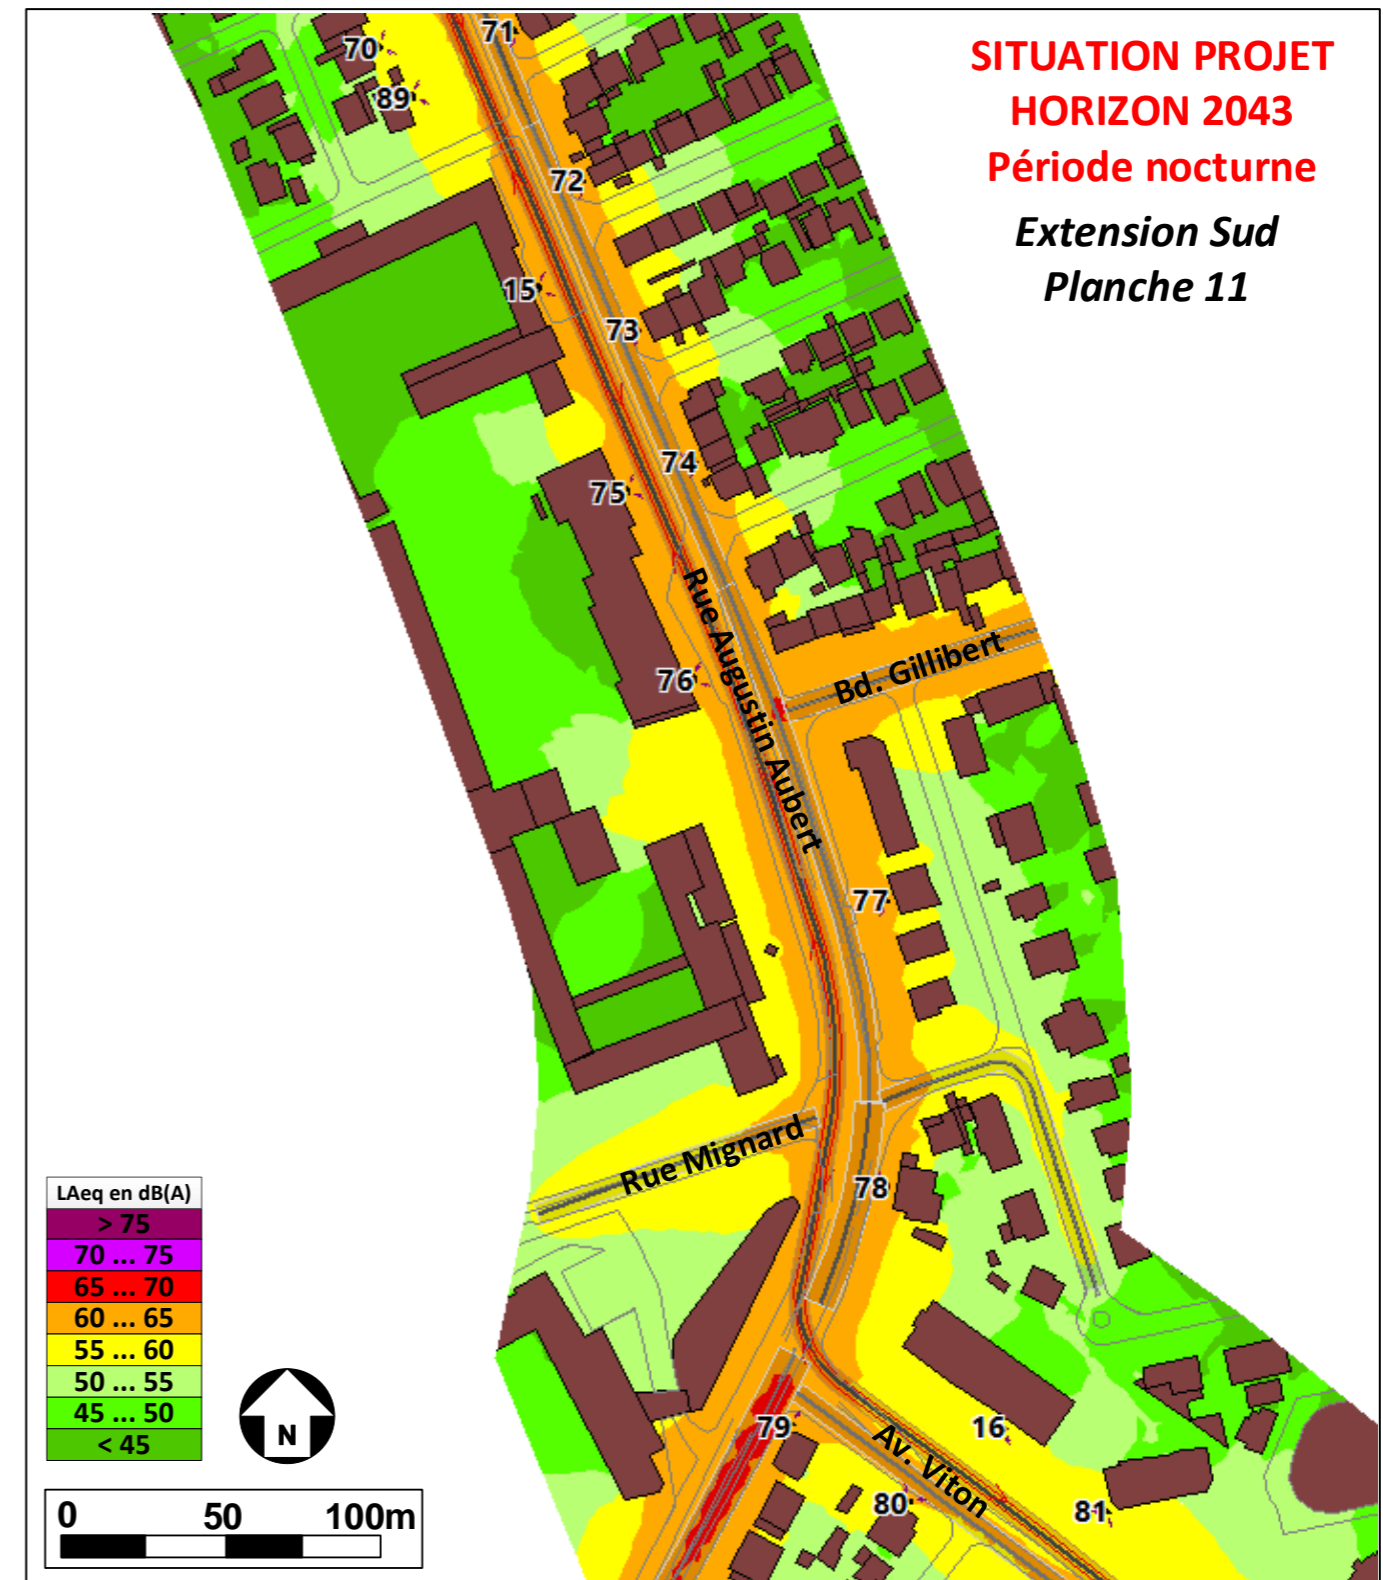 SITUATION PROJET
HORIZON 2043
Période nocturne
Extension Sud
Planche 11
71
70
89
72
15
73
74
75
Rue Augustin Aubert
Bd. Gillibert
76
77
Rue Mignard
78
79
16
Av. Viton
80
81
LAeq en dB(A)
> 75
70 ... 75
65 ... 70
60 ... 65
55 ... 60
50 ... 55
45 ... 50
< 45
N
0 50 100m